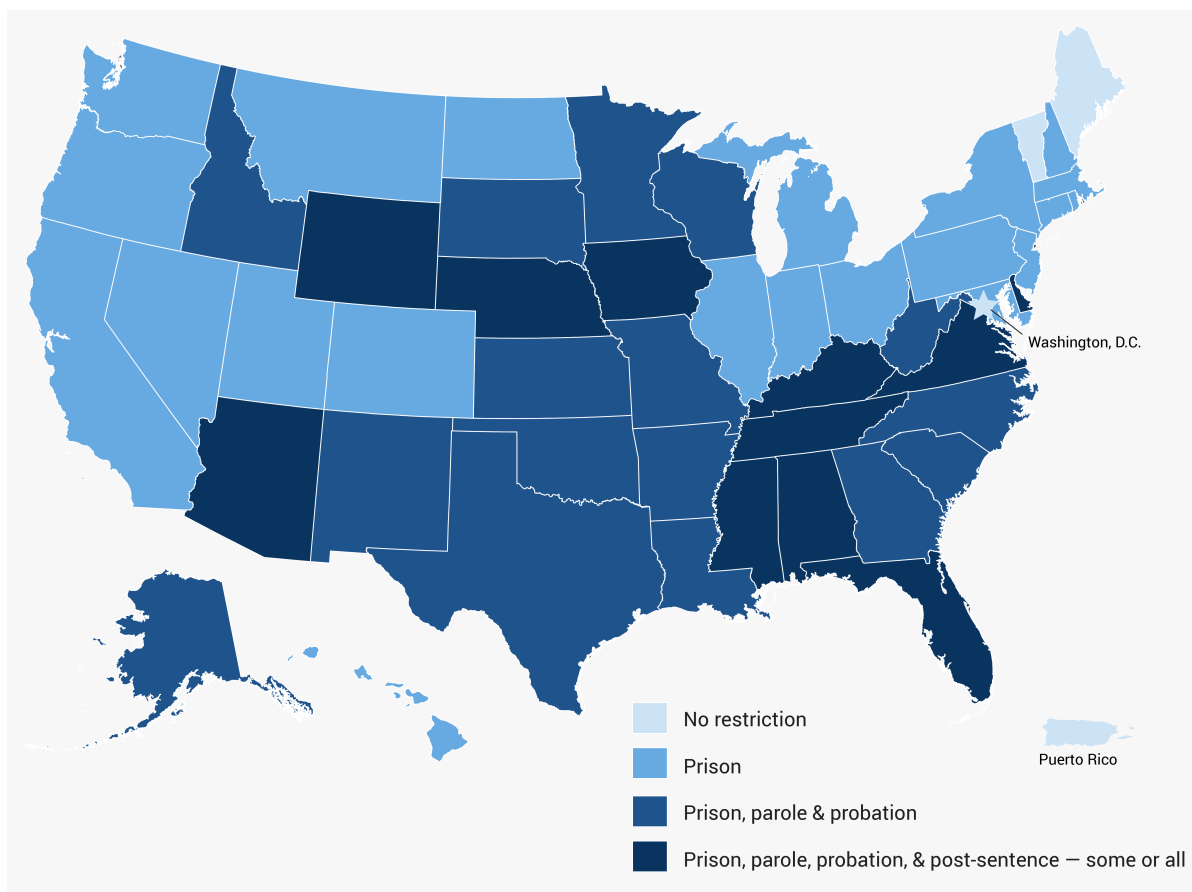 Washington, D.C.
No restriction
Prison
Prison, parole & probation
Prison, parole, probation, & post-sentence — some or all
Puerto Rico